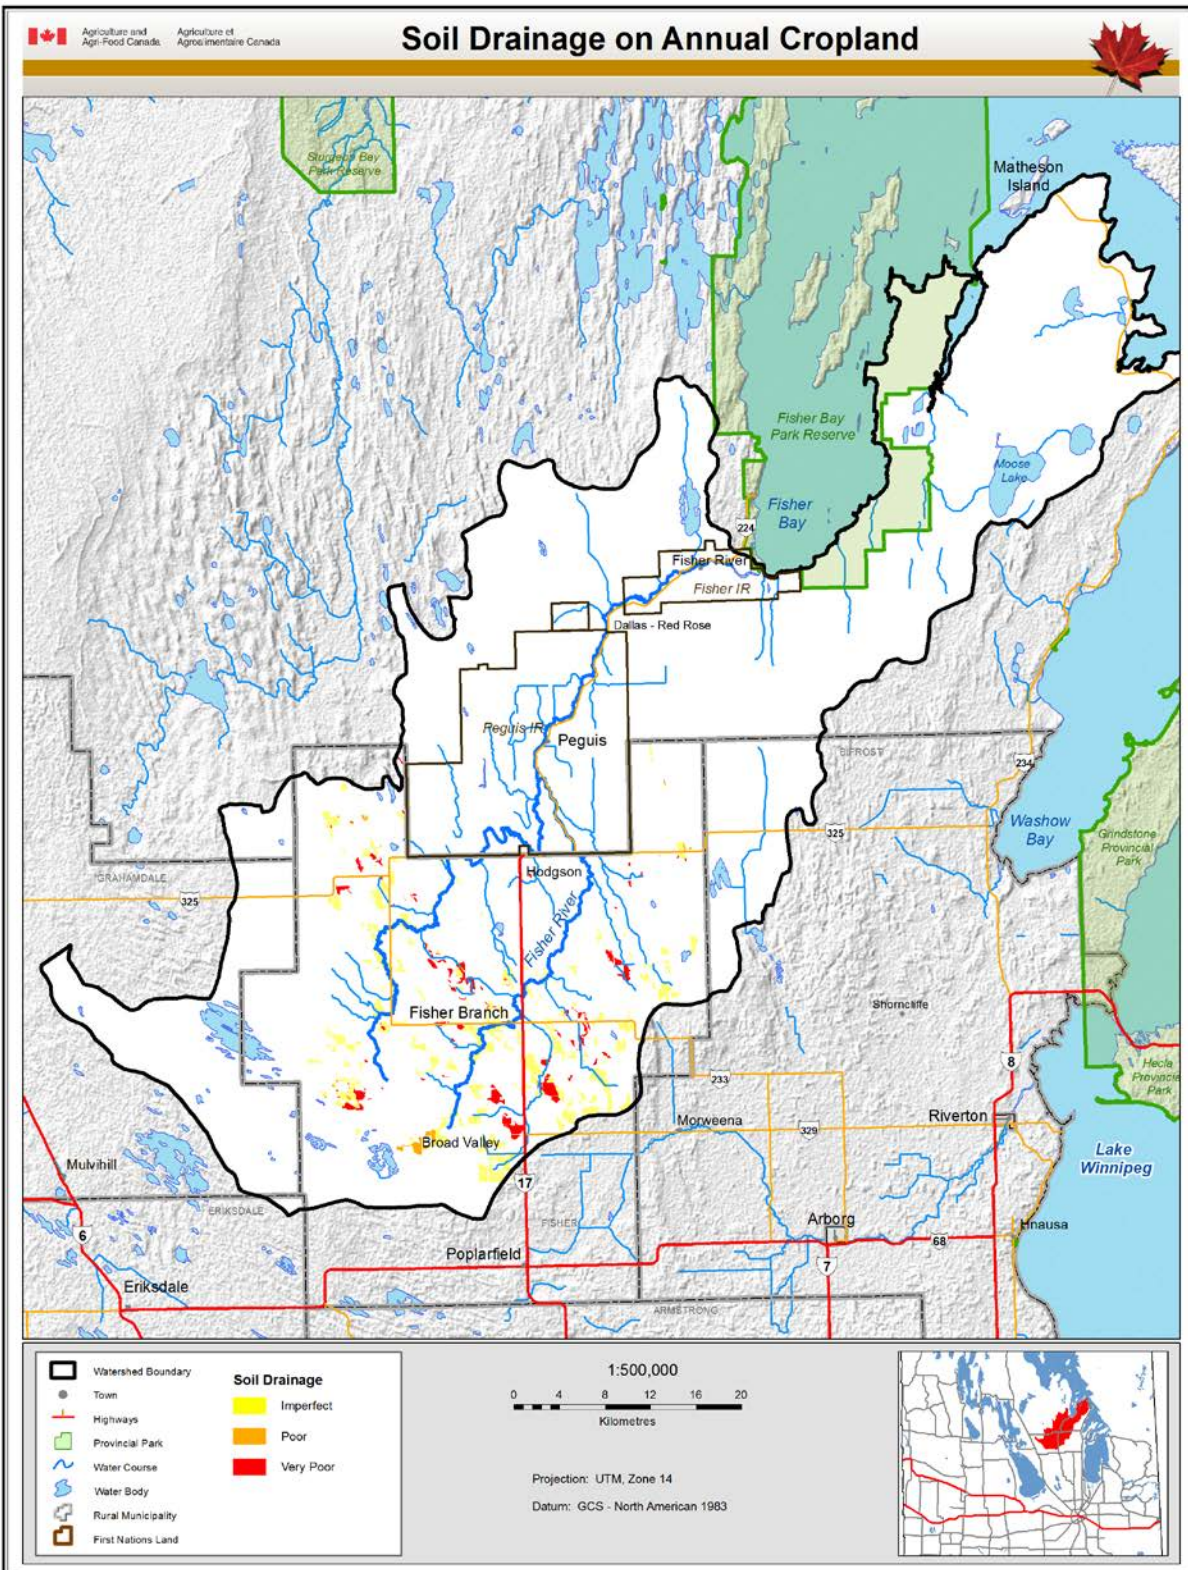 Agriculture and
Agri-Food Canada
Agriculture et
Agroalimentaire Canada
Soil Drainage on Annual Cropland
Sturgeon Bay
Park Reserve
Matheson
Island
Fisher Bay
Park Reserve
Moose
Lake
Fisher
Bay
224
Fisher River
Fisher IR
Dallas - Red Rose
Peguis IR
Peguis
BIFROST
234
Washow
Bay
325
Grindstone
Provincial
Park
Hodgson
GRAHAMDALE
325
Fisher River
Fisher Branch
Shorncliffe
8
Hecla
Provincial
Park
233
Morweena
329
Riverton
Broad Valley
Lake
Winnipeg
Mulvihill
17
ERIKSDALE
FISHER
Arborg
Hnausa
6
68
Poplarfield
7
Eriksdale
ARMSTRONG
Watershed Boundary
Town
Highways
Provincial Park
Water Course
Water Body
Rural Municipality
First Nations Land
Soil Drainage
Imperfect
Poor
Very Poor
1:500,000
0 4 8 12 16 20
Kilometres
Projection: UTM, Zone 14
Datum: GCS - North American 1983